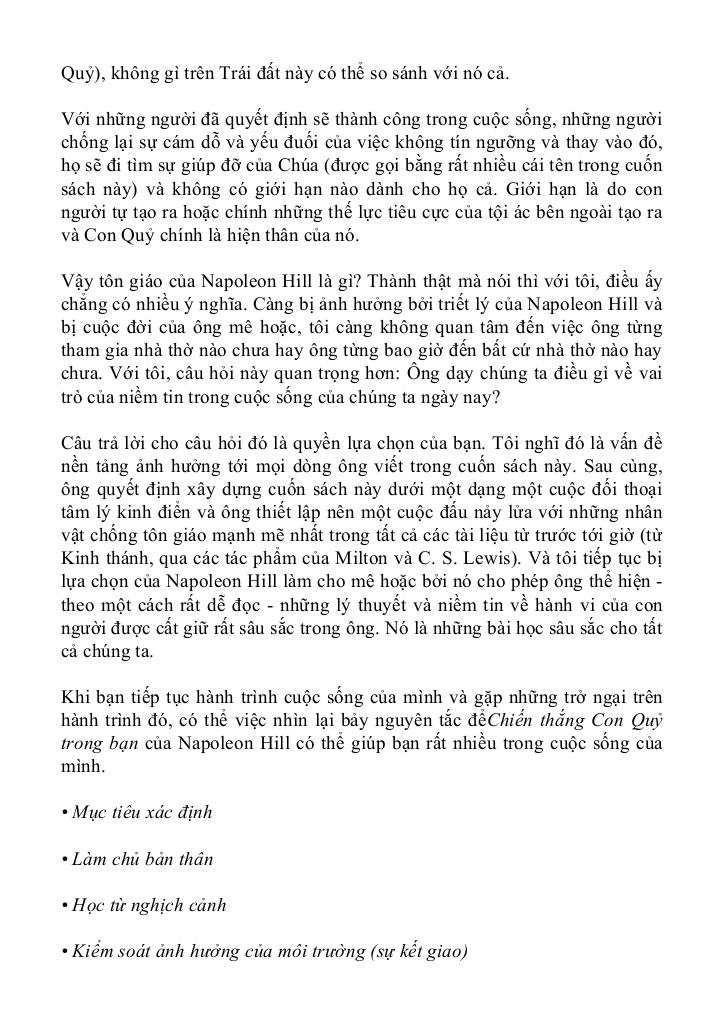 Quỷ), không gì trên Trái đất này có thể so sánh với nó cả.
Với những người đã quyết định sẽ thành công trong cuộc sống, những người
chống lại sự cám dỗ và yếu đuối của việc không tín ngưỡng và thay vào đó,
họ sẽ đi tìm sự giúp đỡ của Chúa (được gọi bằng rất nhiều cái tên trong cuốn
sách này) và không có giới hạn nào dành cho họ cả. Giới hạn là do con
người tự tạo ra hoặc chính những thế lực tiêu cực của tội ác bên ngoài tạo ra
và Con Quỷ chính là hiện thân của nó.
Vậy tôn giáo của Napoleon Hill là gì? Thành thật mà nói thì với tôi, điều ấy
chẳng có nhiều ý nghĩa. Càng bị ảnh hưởng bởi triết lý của Napoleon Hill và
bị cuộc đời của ông mê hoặc, tôi càng không quan tâm đến việc ông từng
tham gia nhà thờ nào chưa hay ông từng bao giờ đến bất cứ nhà thờ nào hay
chưa. Với tôi, câu hỏi này quan trọng hơn: Ông dạy chúng ta điều gì về vai
trò của niềm tin trong cuộc sống của chúng ta ngày nay?
Câu trả lời cho câu hỏi đó là quyền lựa chọn của bạn. Tôi nghĩ đó là vấn đề
nền tảng ảnh hưởng tới mọi dòng ông viết trong cuốn sách này. Sau cùng,
ông quyết định xây dựng cuốn sách này dưới một dạng một cuộc đối thoại
tâm lý kinh điển và ông thiết lập nên một cuộc đấu nảy lửa với những nhân
vật chống tôn giáo mạnh mẽ nhất trong tất cả các tài liệu từ trước tới giờ (từ
Kinh thánh, qua các tác phẩm của Milton và C. S. Lewis). Và tôi tiếp tục bị
lựa chọn của Napoleon Hill làm cho mê hoặc bởi nó cho phép ông thể hiện -
theo một cách rất dễ đọc - những lý thuyết và niềm tin về hành vi của con
người được cất giữ rất sâu sắc trong ông. Nó là những bài học sâu sắc cho tất
cả chúng ta.
Khi bạn tiếp tục hành trình cuộc sống của mình và gặp những trở ngại trên
hành trình đó, có thể việc nhìn lại bảy nguyên tắc đểChiến thắng Con Quỷ
trong bạn của Napoleon Hill có thể giúp bạn rất nhiều trong cuộc sống của
mình.
• Mục tiêu xác định
• Làm chủ bản thân
• Học từ nghịch cảnh
• Kiểm soát ảnh hưởng của môi trường (sự kết giao)